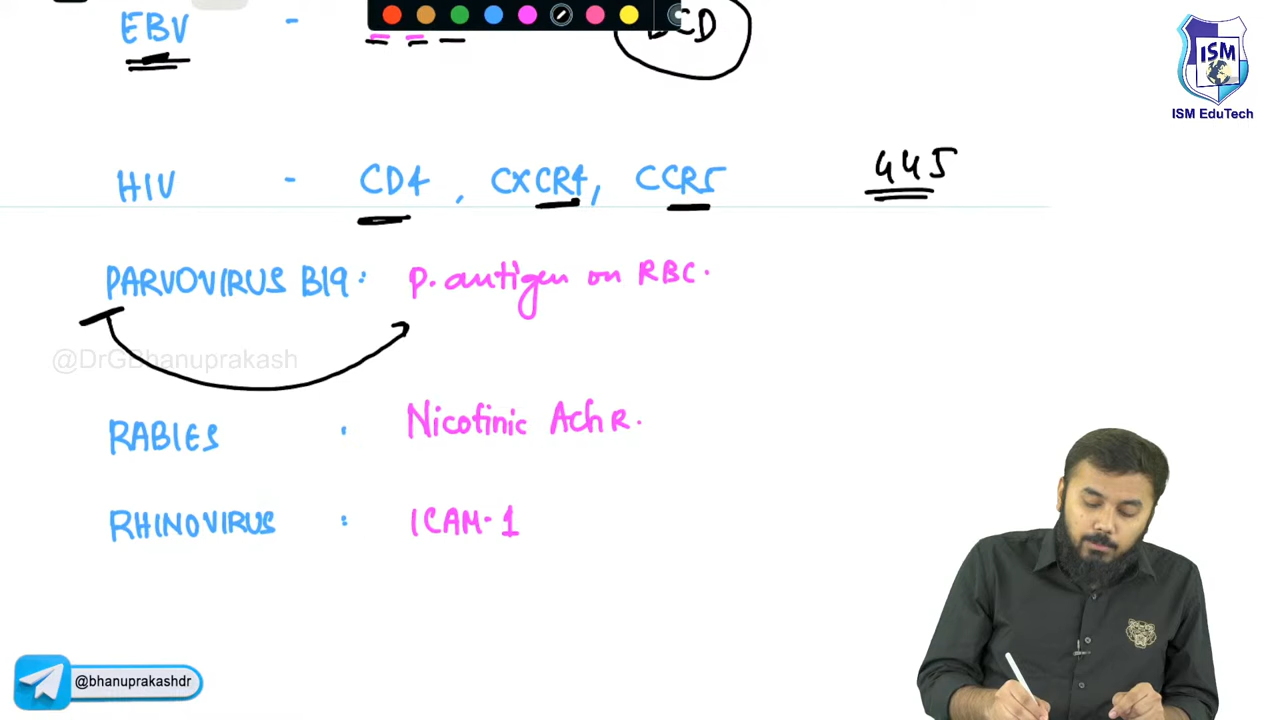 EBV -
ISM
ISM EduTech
HIV - CD4, CXCR4, CCR5 445
PARVOVIRUS B19: P. antigen on RBC.
@DrGBhanuprakash
RABIES : Nicotinic Ach R.
RHINOVIRUS : ICAM-1
@bhanuprakashdr